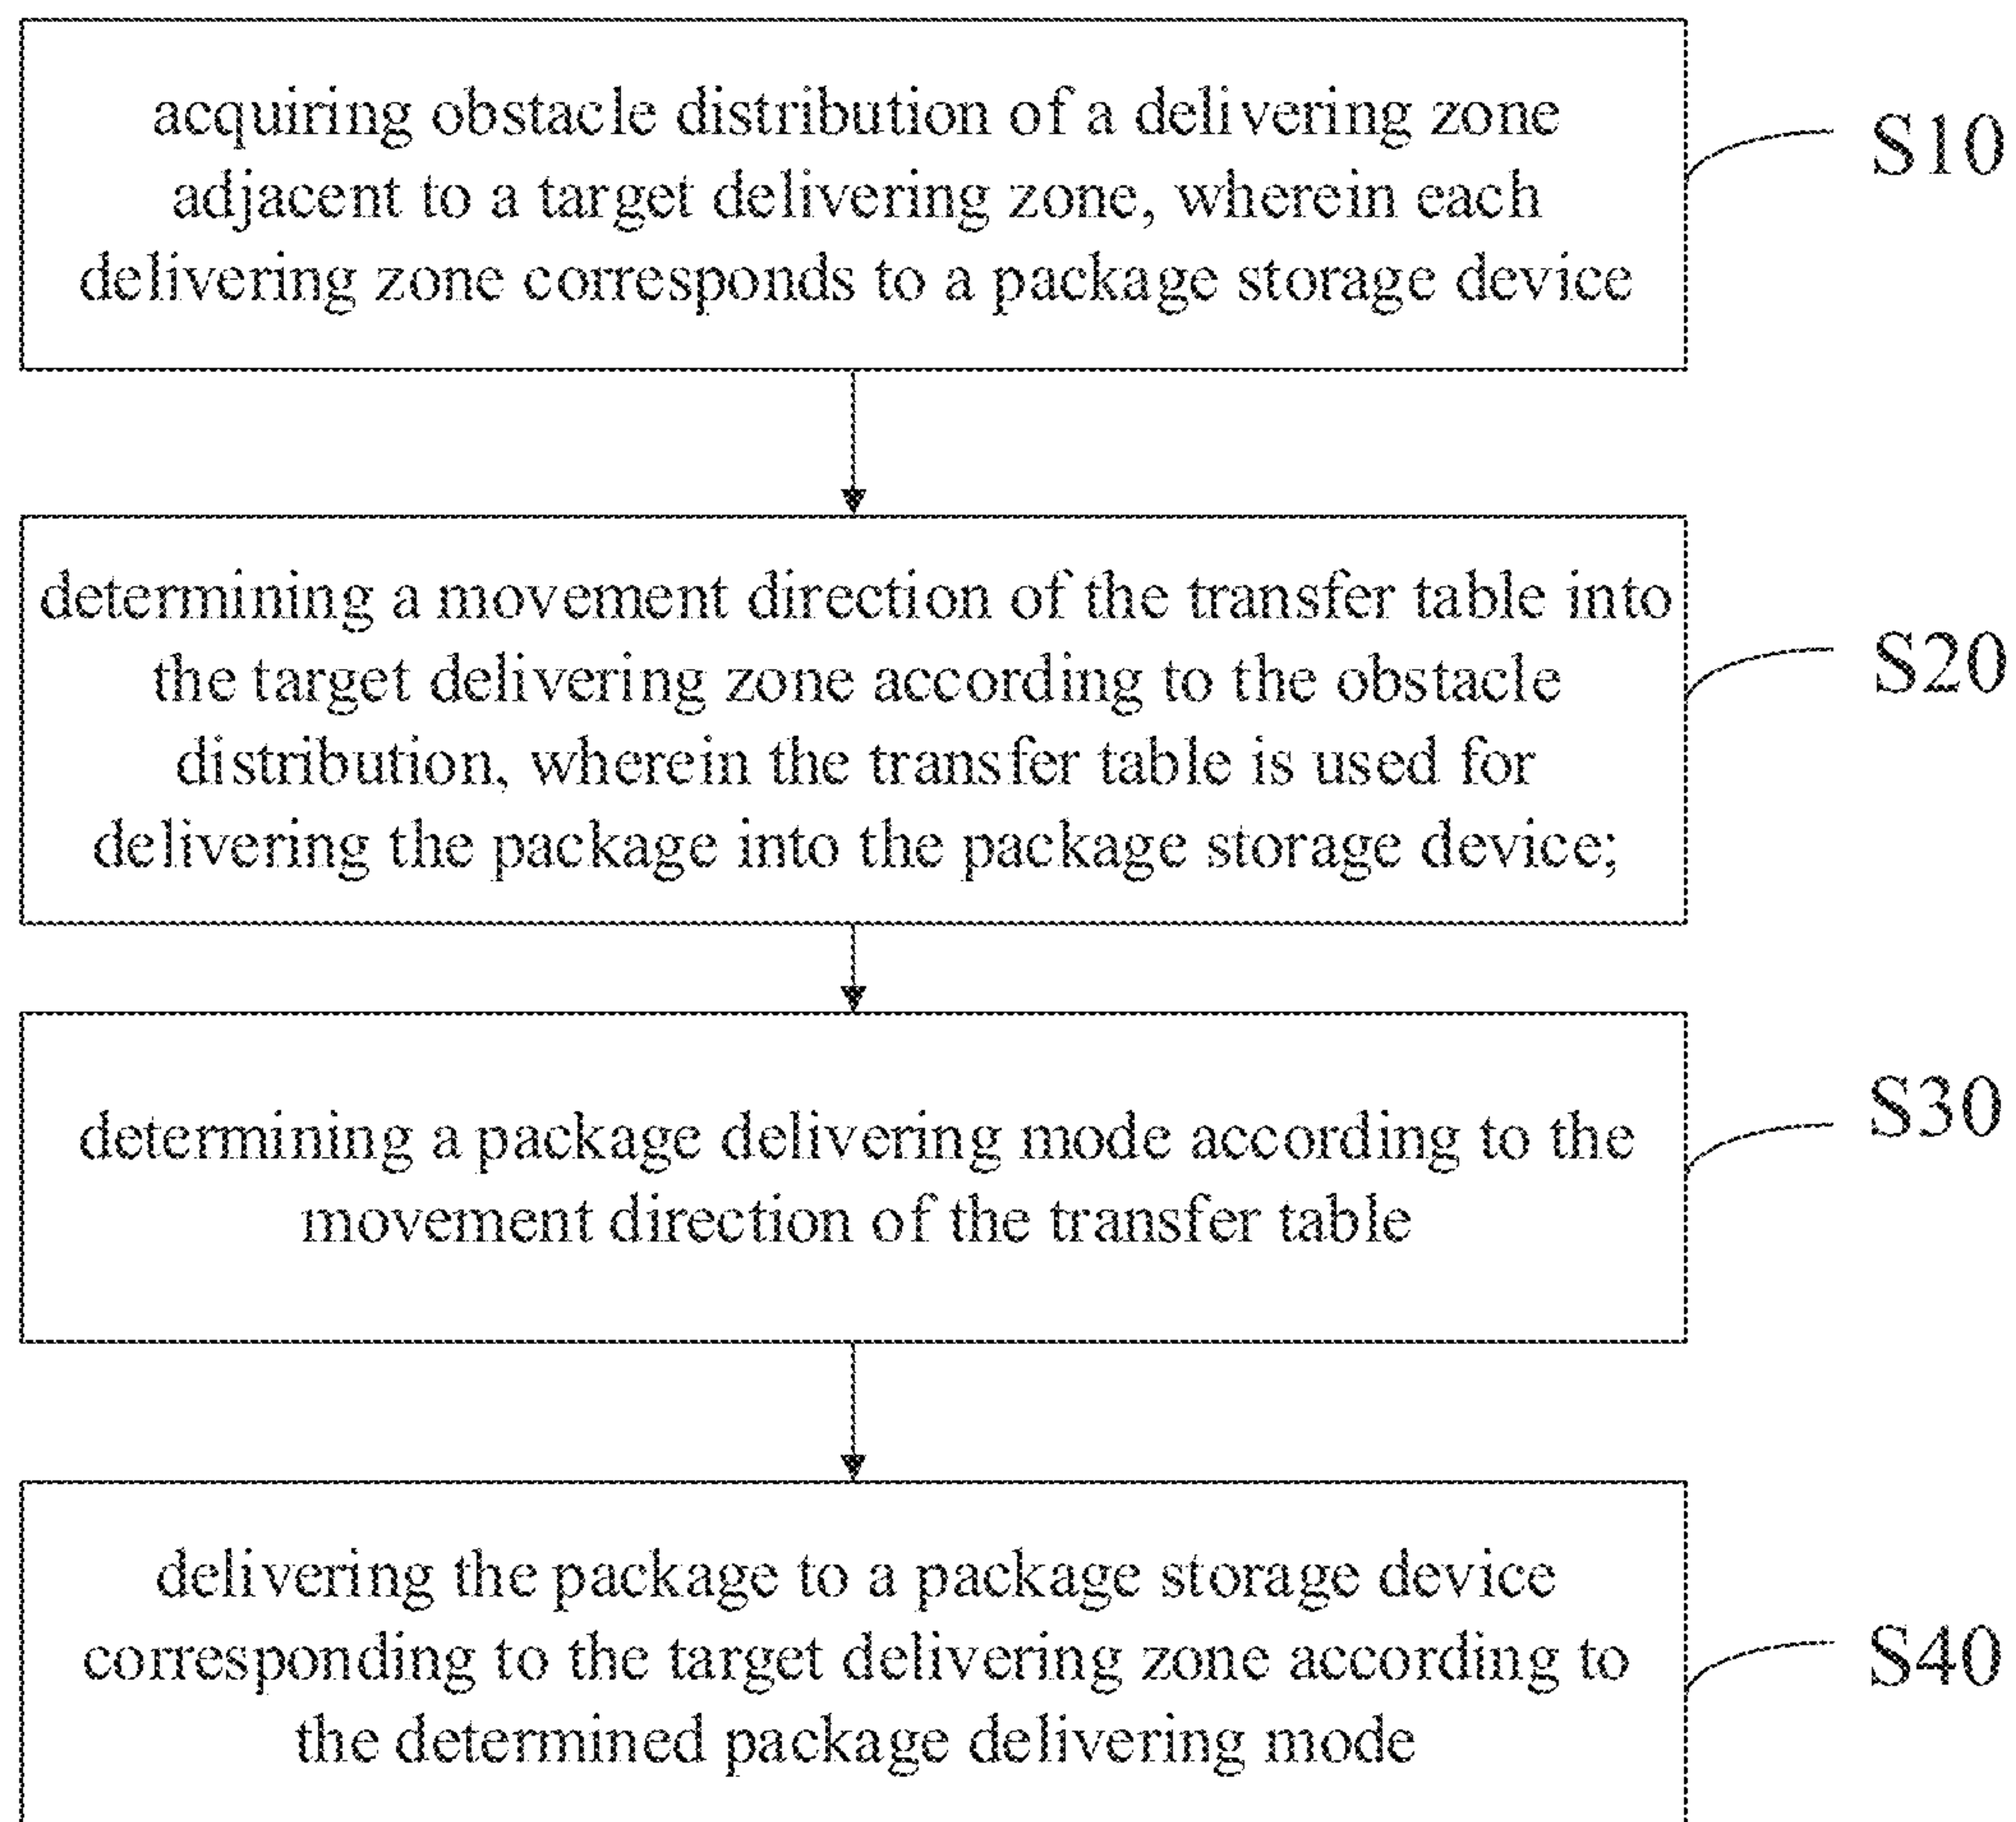 acquiring obstacle distribution of a delivering zone
adjacent to a target delivering zone, wherein each
delivering zone corresponds to a package storage device
S10
determining a movement direction of the transfer table into
the target delivering zone according to the obstacle
distribution, wherein the transfer table is used for
delivering the package into the package storage device;
S20
determining a package delivering mode according to the
movement direction of the transfer table
S30
delivering the package to a package storage device
corresponding to the target delivering zone according to
the determined package delivering mode
S40